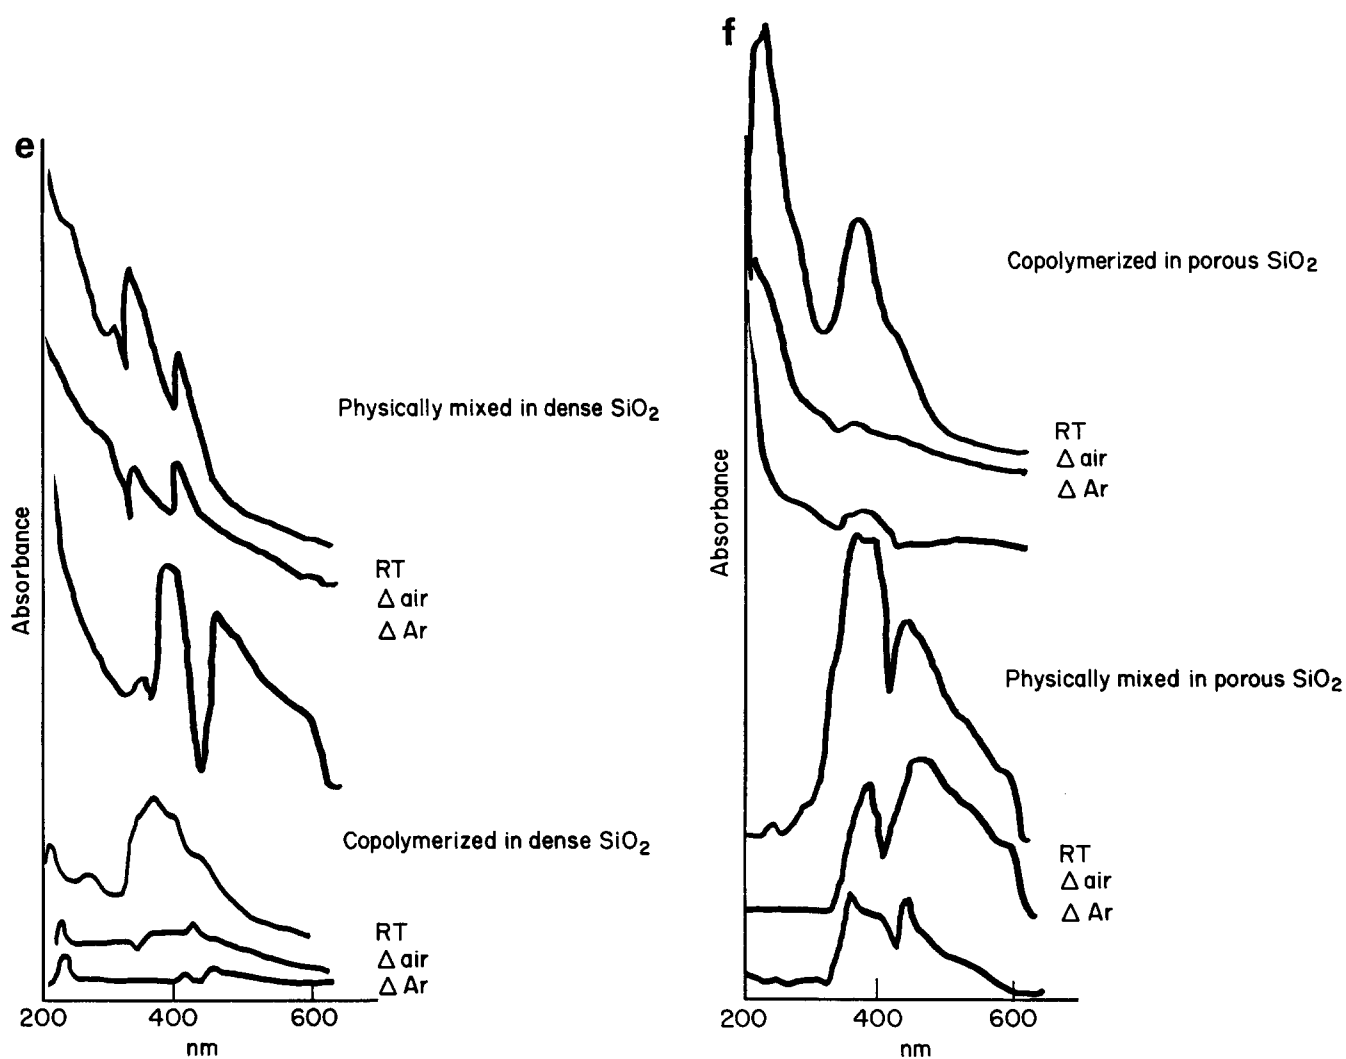 e
Absorbance
Physically mixed in dense SiO2
RT
Δ air
Δ Ar
Copolymerized in dense SiO2
RT
Δ air
Δ Ar
200 400 600
nm
f
Absorbance
Copolymerized in porous SiO2
RT
Δ air
Δ Ar
Physically mixed in porous SiO2
RT
Δ air
Δ Ar
200 400 600
nm